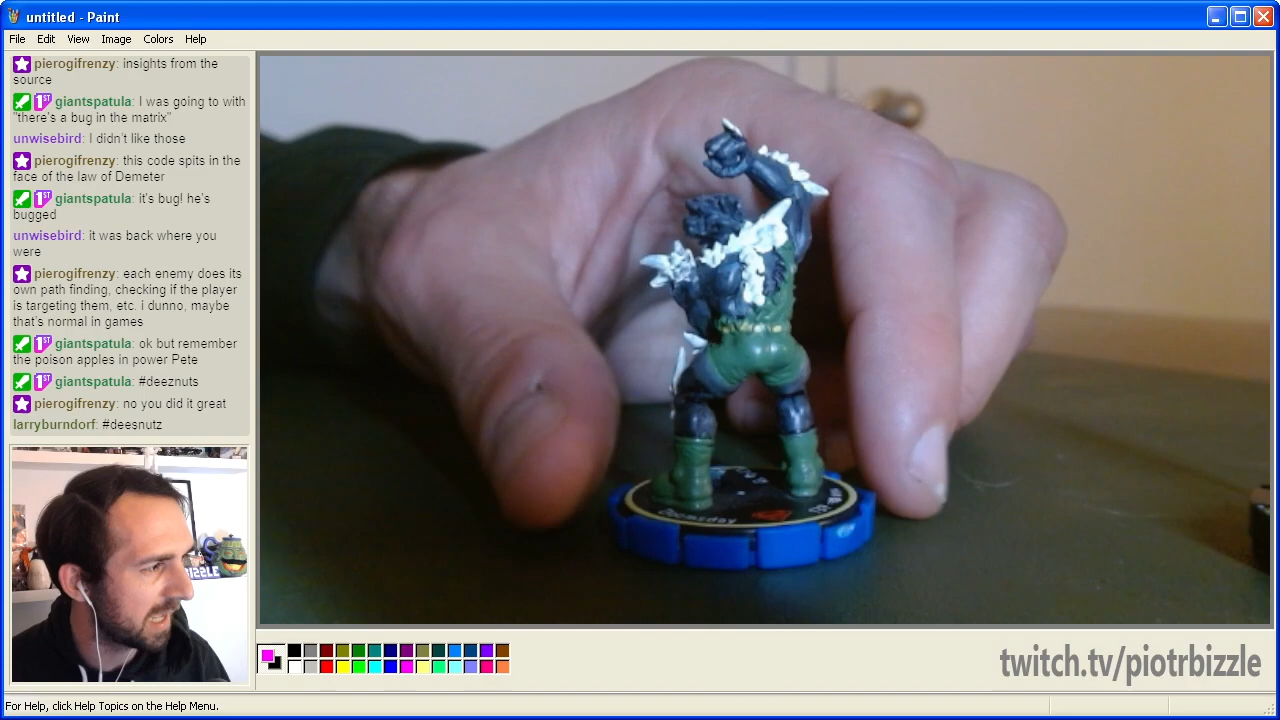 untitled - Paint
File Edit View Image Colors Help
pierogifrenzy: insights from the
source
1ST giantspatula: I was going to with
"there's a bug in the matrix"
unwisebird: I didn't like those
pierogifrenzy: this code spits in the
face of the law of Demeter
1ST giantspatula: it's bug! he's
bugged
unwisebird: it was back where you
were
pierogifrenzy: each enemy does its
own path finding, checking if the player
is targeting them, etc. i dunno, maybe
that's normal in games
1ST giantspatula: ok but remember
the poison apples in power Pete
1ST giantspatula: #deeznuts
pierogifrenzy: no you did it great
larryburndorf: #deesnutz
Doomsday
twitch.tv/piotrbizzle
For Help, click Help Topics on the Help Menu.